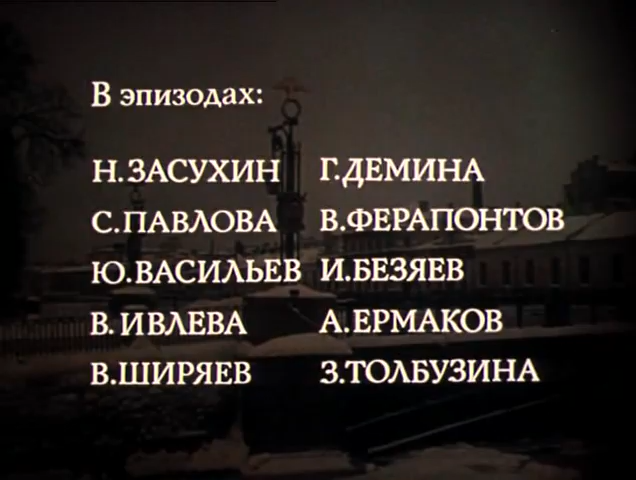 В эпизодах:
Н.ЗАСУХИН Г.ДЕМИНА
С.ПАВЛОВА В.ФЕРАПОНТОВ
Ю.ВАСИЛЬЕВ И.БЕЗЯЕВ
В.ИВЛЕВА А.ЕРМАКОВ
В.ШИРЯЕВ З.ТОЛБУЗИНА